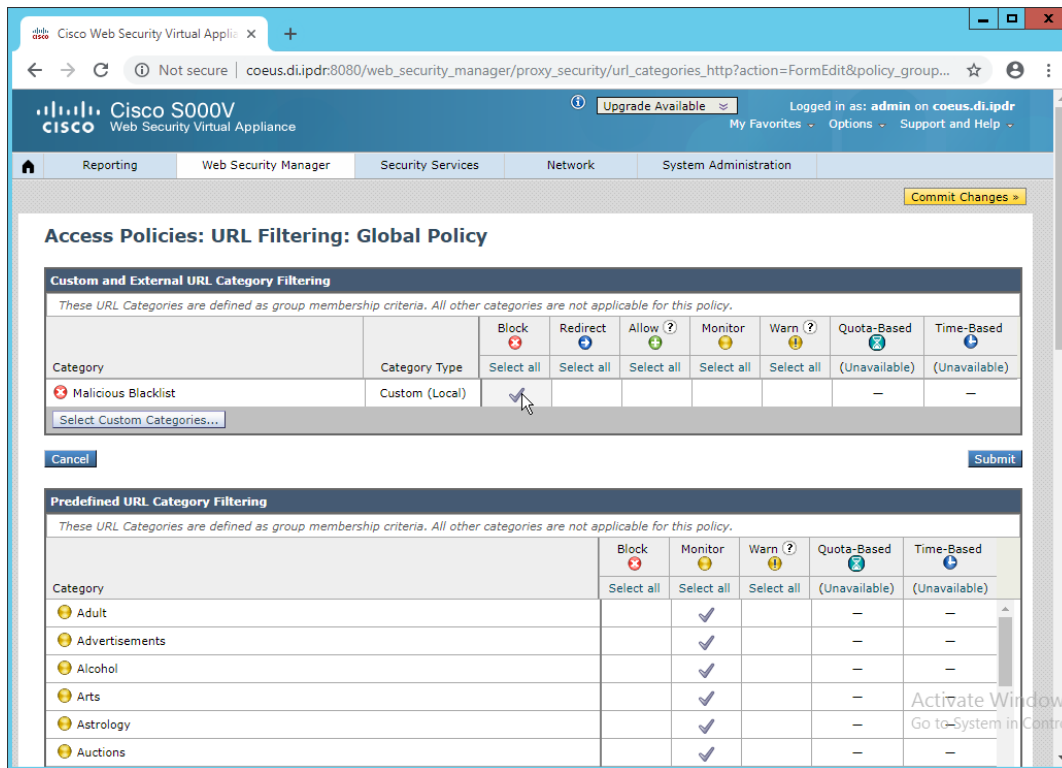 Cisco Web Security Virtual Applia
Not secure | coeus.di.ipdr:8080/web_security_manager/proxy_security/url_categories_http?action=FormEdit&policy_group...
CISCO
Cisco S000V
Web Security Virtual Appliance
Upgrade Available
Logged in as: admin on coeus.di.ipdr
My Favorites Options Support and Help
Reporting Web Security Manager Security Services Network System Administration
Commit Changes »
Access Policies: URL Filtering: Global Policy
Custom and External URL Category Filtering
These URL Categories are defined as group membership criteria. All other categories are not applicable for this policy.
Block Redirect Allow ? Monitor Warn ? Quota-Based Time-Based
Category Category Type Select all Select all Select all Select all Select all (Unavailable) (Unavailable)
Malicious Blacklist Custom (Local) — —
Select Custom Categories...
Cancel Submit
Predefined URL Category Filtering
These URL Categories are defined as group membership criteria. All other categories are not applicable for this policy.
Block Monitor Warn ? Quota-Based Time-Based
Category Select all Select all Select all (Unavailable) (Unavailable)
Adult — —
Advertisements — —
Alcohol — —
Arts — —
Astrology — —
Auctions — —
Activate Window
Go to System in Contr